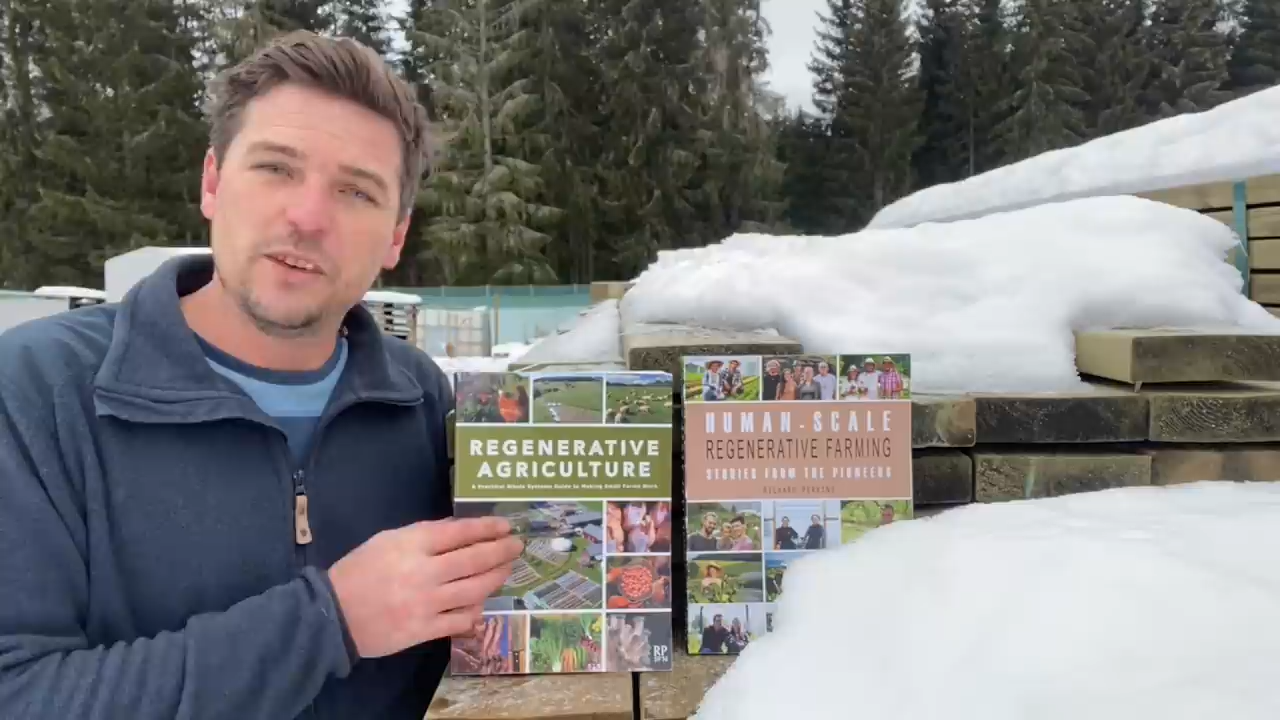 REGENERATIVE
AGRICULTURE
A Practical Whole Systems Guide to Making Small Farms Work
RP
HUMAN-SCALE
REGENERATIVE FARMING
STORIES FROM THE PIONEERS
RICHARD PERKINS